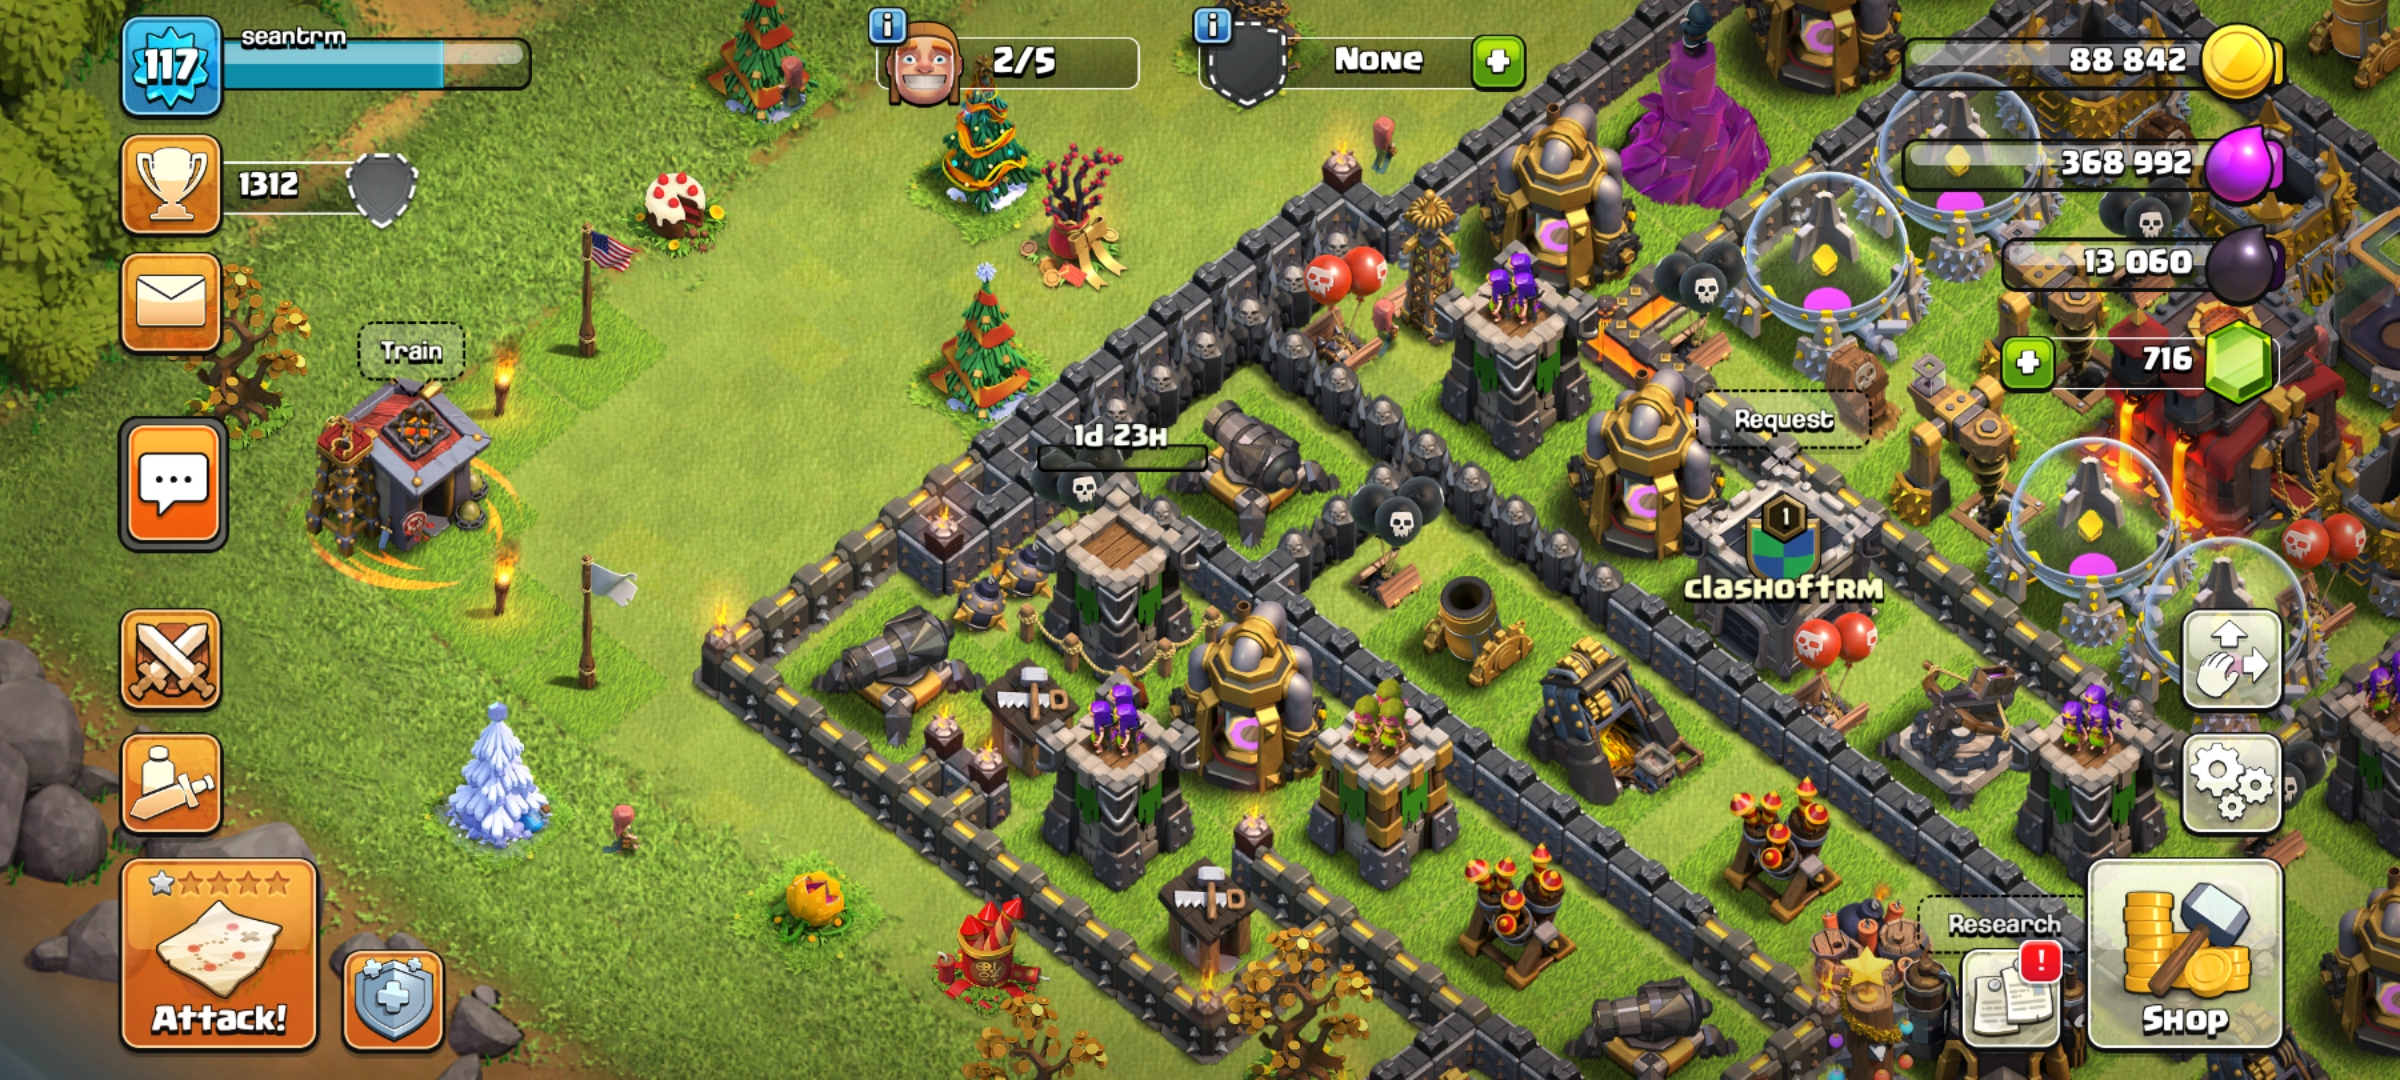 117
seantrm
2/5
None
88 842
1312
368 992
13 060
716
Train
Request
1d 23H
1
clashoftrm
Research
!
Attack!
Shop